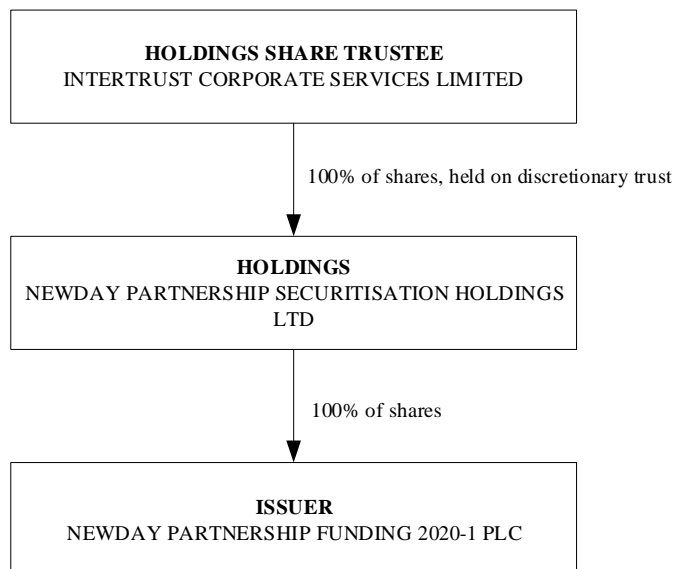 HOLDINGS SHARE TRUSTEE
INTERTRUST CORPORATE SERVICES LIMITED
100% of shares, held on discretionary trust
HOLDINGS
NEWDAY PARTNERSHIP SECURITISATION HOLDINGS
LTD
100% of shares
ISSUER
NEWDAY PARTNERSHIP FUNDING 2020-1 PLC